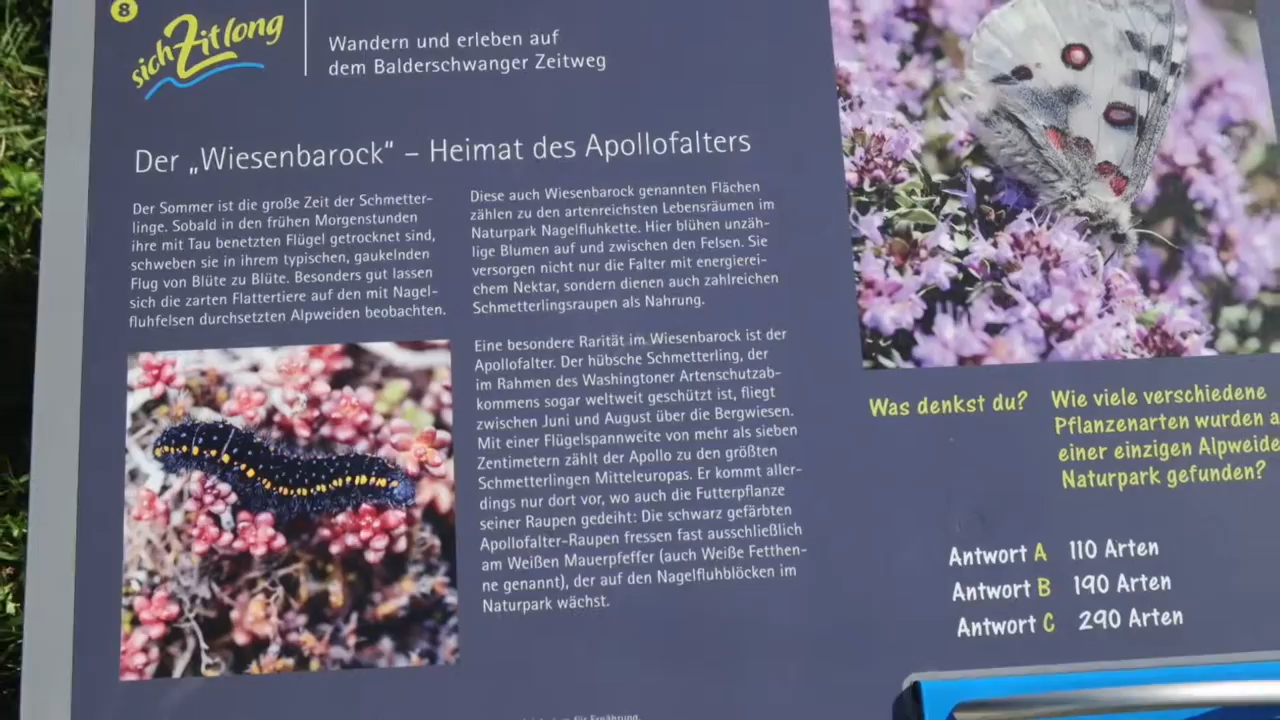 8
sich Zit long
Wandern und erleben auf
dem Balderschwanger Zeitweg
Der „Wiesenbarock“ – Heimat des Apollofalters
Der Sommer ist die große Zeit der Schmetter-
linge. Sobald in den frühen Morgenstunden
ihre mit Tau benetzten Flügel getrocknet sind,
schweben sie in ihrem typischen, gaukelnden
Flug von Blüte zu Blüte. Besonders gut lassen
sich die zarten Flattertiere auf den mit Nagel-
fluhfelsen durchsetzten Alpweiden beobachten.
Diese auch Wiesenbarock genannten Flächen
zählen zu den artenreichsten Lebensräumen im
Naturpark Nagelfluhkette. Hier blühen unzäh-
lige Blumen auf und zwischen den Felsen. Sie
versorgen nicht nur die Falter mit energierei-
chem Nektar, sondern dienen auch zahlreichen
Schmetterlingsraupen als Nahrung.
Eine besondere Rarität im Wiesenbarock ist der
Apollofalter. Der hübsche Schmetterling, der
im Rahmen des Washingtoner Artenschutzab-
kommens sogar weltweit geschützt ist, fliegt
zwischen Juni und August über die Bergwiesen.
Mit einer Flügelspannweite von mehr als sieben
Zentimetern zählt der Apollo zu den größten
Schmetterlingen Mitteleuropas. Er kommt aller-
dings nur dort vor, wo auch die Futterpflanze
seiner Raupen gedeiht: Die schwarz gefärbten
Apollofalter-Raupen fressen fast ausschließlich
am Weißen Mauerpfeffer (auch Weiße Fetthen-
ne genannt), der auf den Nagelfluhblöcken im
Naturpark wächst.
Was denkst du?
Wie viele verschiedene
Pflanzenarten wurden a
einer einzigen Alpweide
Naturpark gefunden?
Antwort A 110 Arten
Antwort B 190 Arten
Antwort C 290 Arten
für Ernährung,